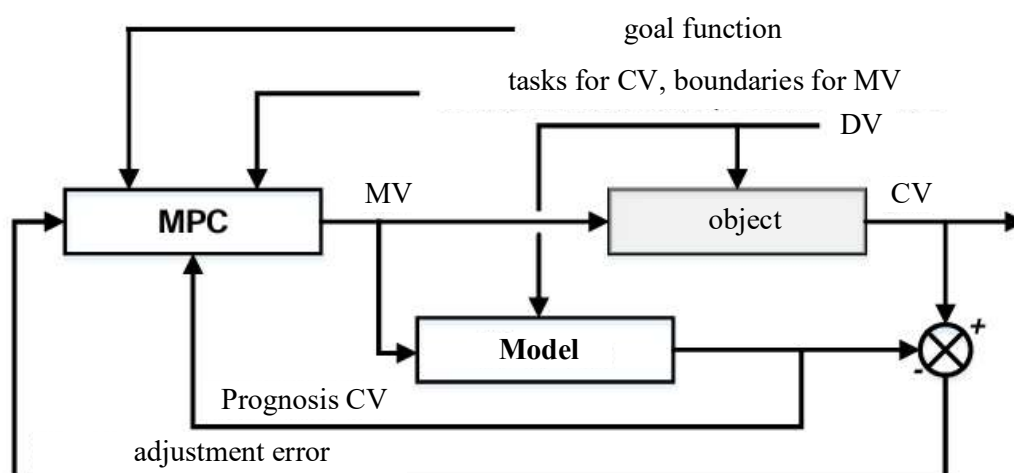 goal function
tasks for CV, boundaries for MV
DV
MV
CV
MPC
object
+
Model
-
Prognosis CV
adjustment error